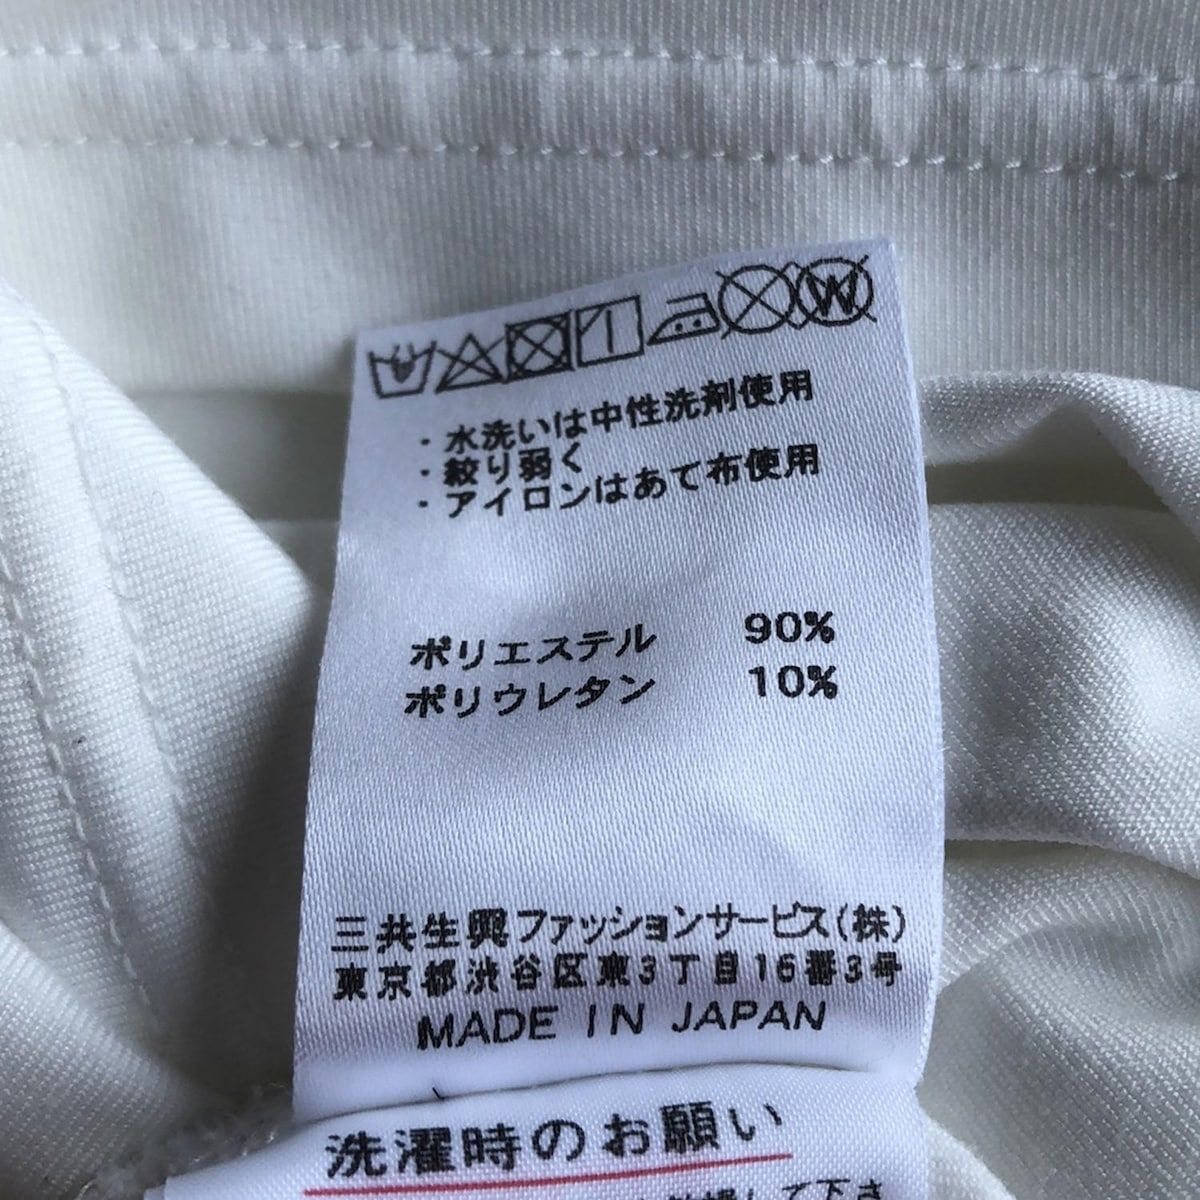 ・水洗いは中性洗剤使用
・絞り弱く
・アイロンはあて布使用
ポリエステル 90%
ポリウレタン 10%
三共生興ファッションサービス(株)
東京都渋谷区東3丁目16番3号
MADE IN JAPAN
洗濯時のお願い
して下さ